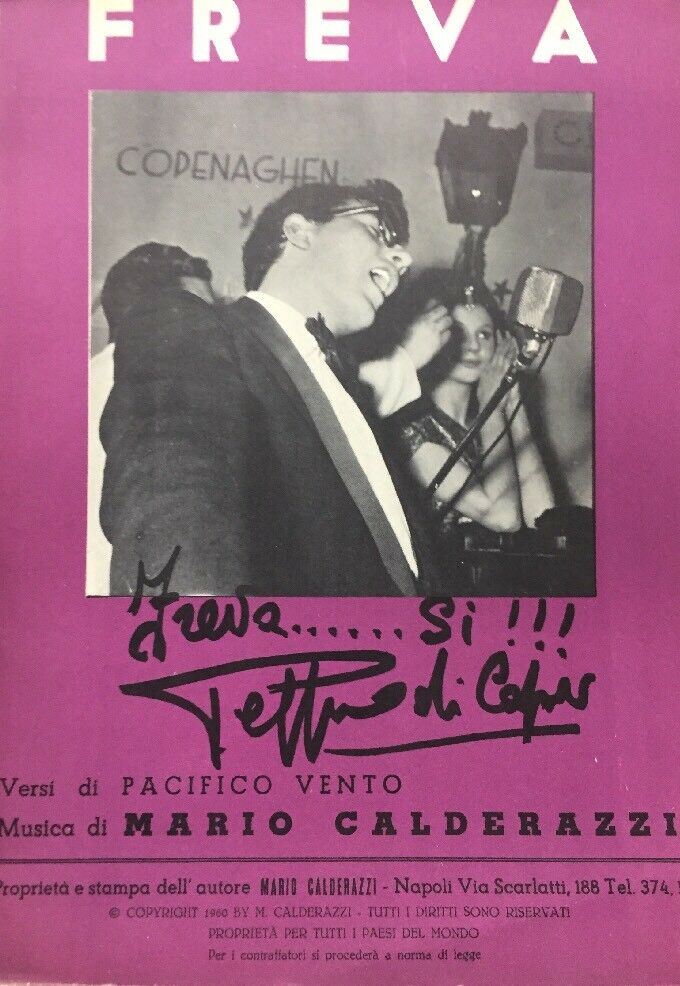 FREVA
COPENAGHEN
Freva...... Si!!!
Peppino di Capri
Versi di PACIFICO VENTO
Musica di MARIO CALDERAZZI
Proprietà e stampa dell' autore MARIO CALDERAZZI - Napoli Via Scarlatti, 188 Tel. 374.
© COPYRIGHT 1960 BY M. CALDERAZZI - TUTTI I DIRITTI SONO RISERVATI
PROPRIETÀ PER TUTTI I PAESI DEL MONDO
Per i contraffatori si procederà a norma di legge